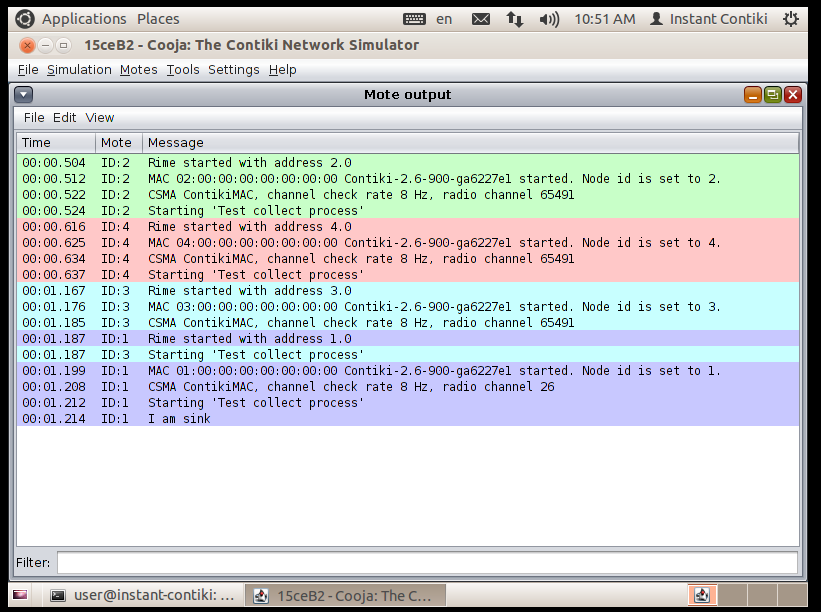 Applications Places en 10:51 AM Instant Contiki
15ceB2 - Cooja: The Contiki Network Simulator
File Simulation Motes Tools Settings Help
Mote output
File Edit View
Time Mote Message
00:00.504 ID:2 Rime started with address 2.0
00:00.512 ID:2 MAC 02:00:00:00:00:00:00:00 Contiki-2.6-900-ga6227e1 started. Node id is set to 2.
00:00.522 ID:2 CSMA ContikiMAC, channel check rate 8 Hz, radio channel 65491
00:00.524 ID:2 Starting 'Test collect process'
00:00.616 ID:4 Rime started with address 4.0
00:00.625 ID:4 MAC 04:00:00:00:00:00:00:00 Contiki-2.6-900-ga6227e1 started. Node id is set to 4.
00:00.634 ID:4 CSMA ContikiMAC, channel check rate 8 Hz, radio channel 65491
00:00.637 ID:4 Starting 'Test collect process'
00:01.167 ID:3 Rime started with address 3.0
00:01.176 ID:3 MAC 03:00:00:00:00:00:00:00 Contiki-2.6-900-ga6227e1 started. Node id is set to 3.
00:01.185 ID:3 CSMA ContikiMAC, channel check rate 8 Hz, radio channel 65491
00:01.187 ID:1 Rime started with address 1.0
00:01.187 ID:3 Starting 'Test collect process'
00:01.199 ID:1 MAC 01:00:00:00:00:00:00:00 Contiki-2.6-900-ga6227e1 started. Node id is set to 1.
00:01.208 ID:1 CSMA ContikiMAC, channel check rate 8 Hz, radio channel 26
00:01.212 ID:1 Starting 'Test collect process'
00:01.214 ID:1 I am sink
Filter:
user@instant-contiki: ... 15ceB2 - Cooja: The C...